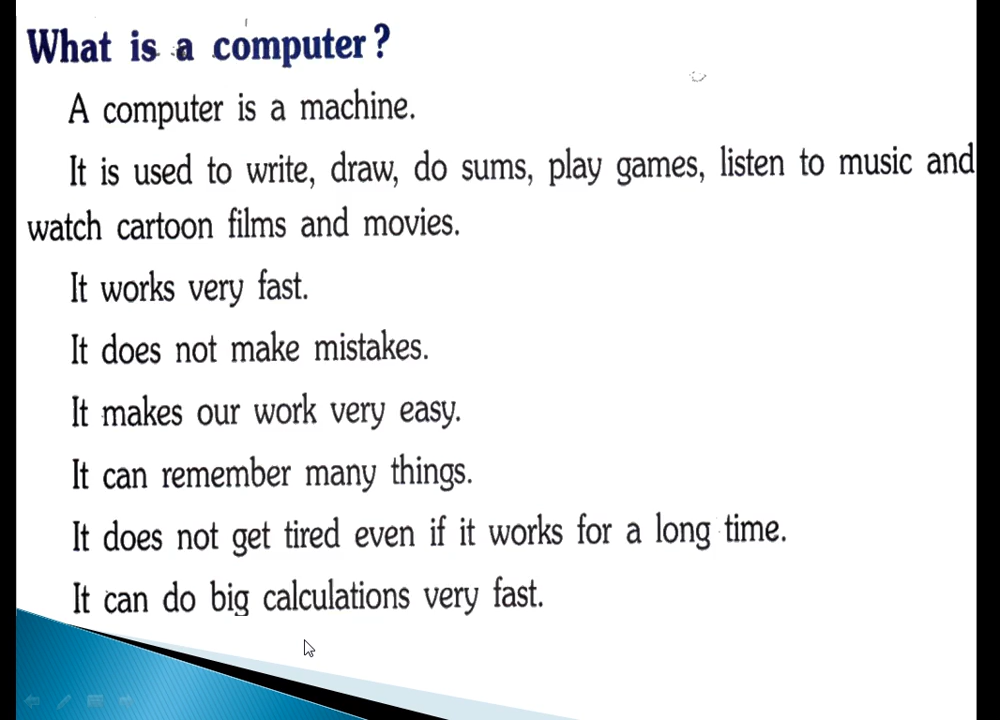 What is a computer?
A computer is a machine.
It is used to write, draw, do sums, play games, listen to music and
watch cartoon films and movies.
It works very fast.
It does not make mistakes.
It makes our work very easy.
It can remember many things.
It does not get tired even if it works for a long time.
It can do big calculations very fast.